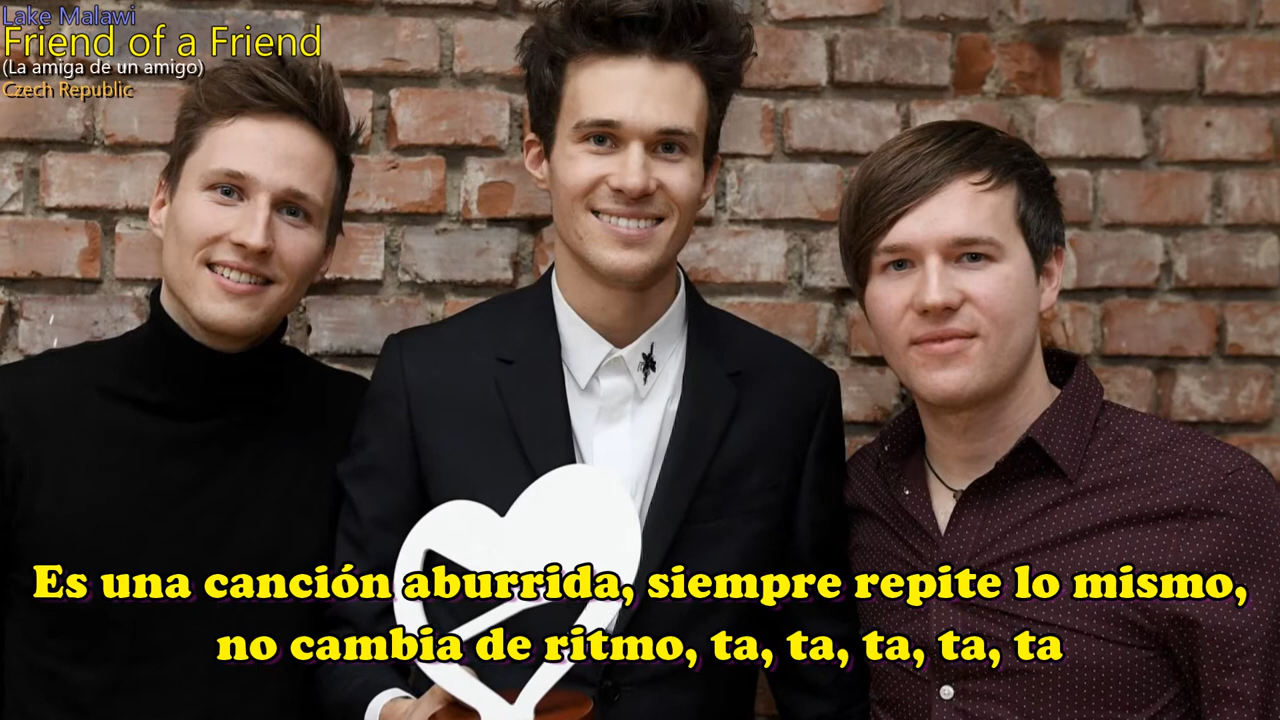 Lake Malawi
Friend of a Friend
(La amiga de un amigo)
Czech Republic
Es una canción aburrida, siempre repite lo mismo,
no cambia de ritmo, ta, ta, ta, ta, ta